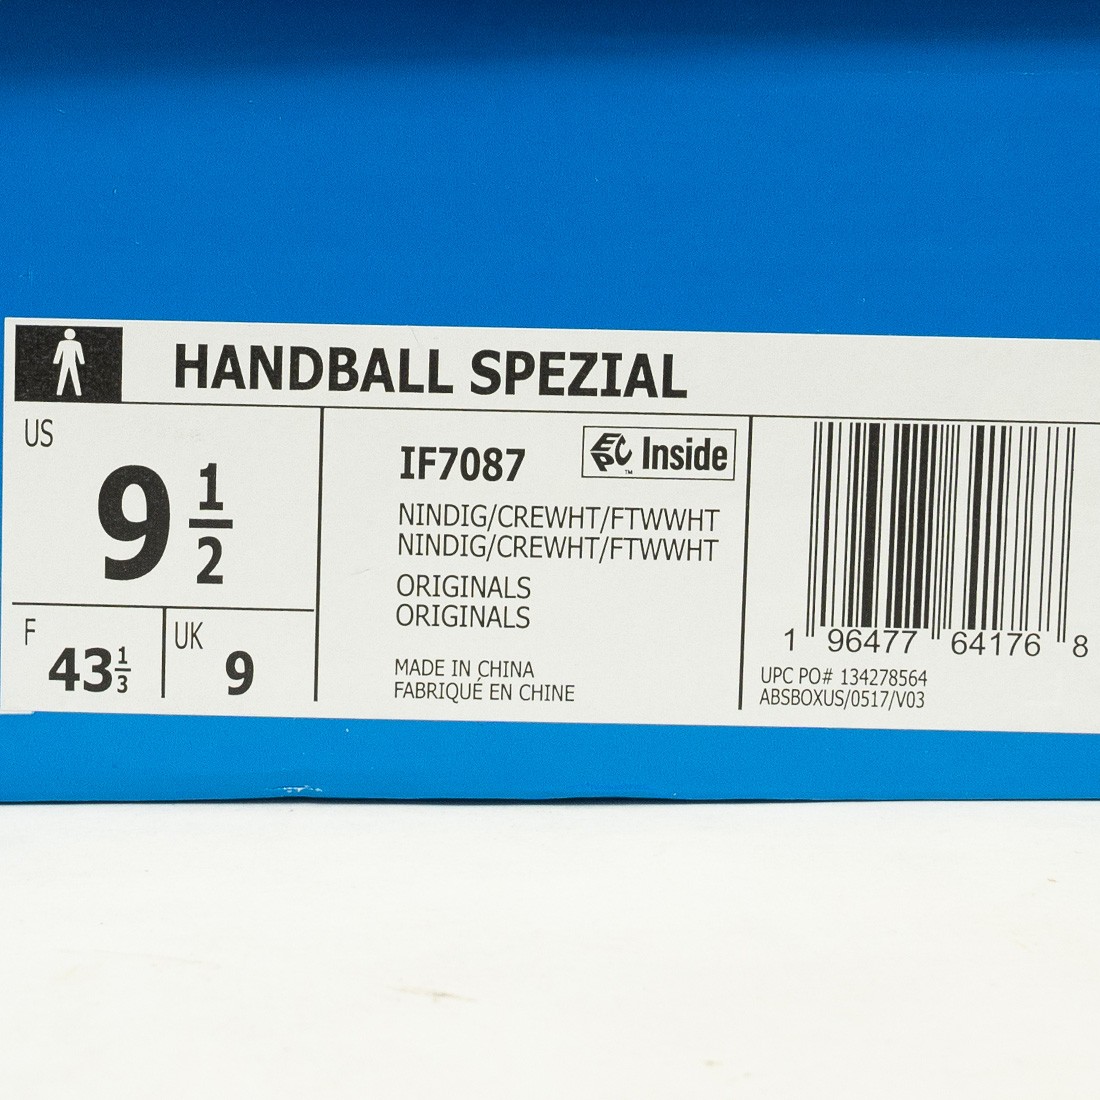 HANDBALL SPEZIAL
US
9 1/2
F
43 1/3
UK
9
IF7087
EPC™ Inside
NINDIG/CREWHT/FTWWHT
NINDIG/CREWHT/FTWWHT
ORIGINALS
ORIGINALS
MADE IN CHINA
FABRIQUÉ EN CHINE
1 96477 64176 8
UPC PO# 134278564
ABSBOXUS/0517/V03